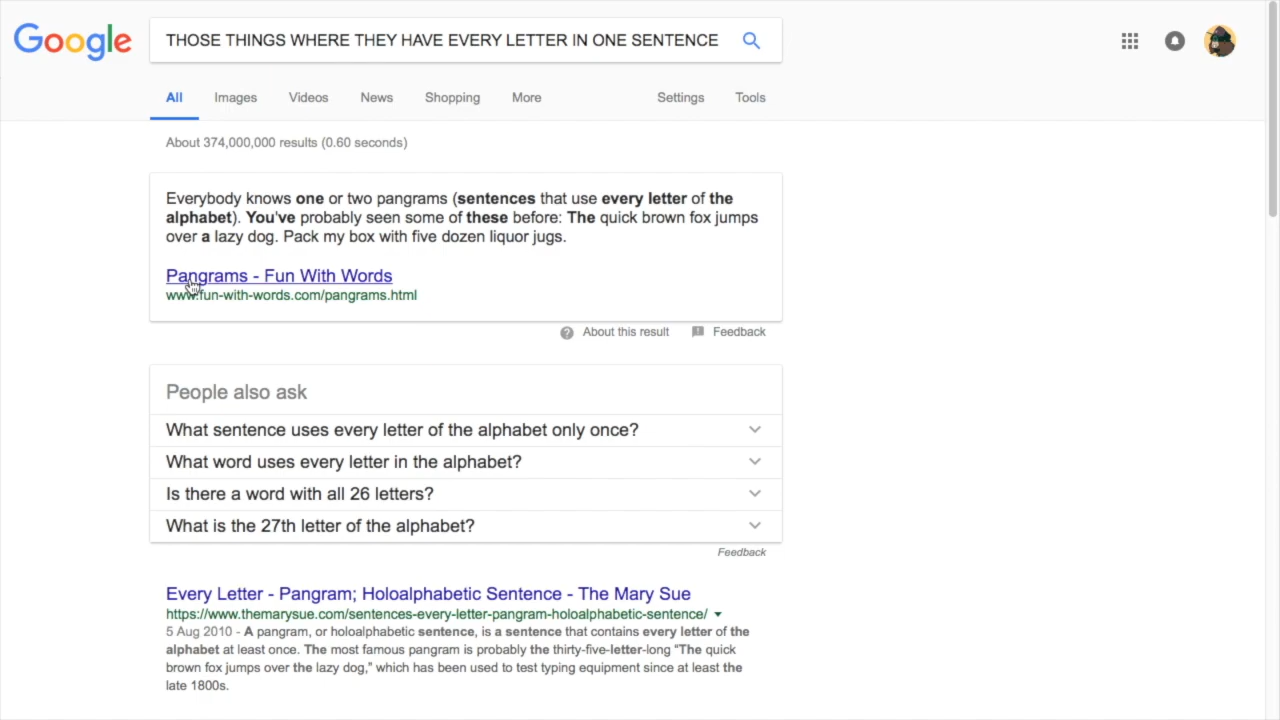 Google
THOSE THINGS WHERE THEY HAVE EVERY LETTER IN ONE SENTENCE
All Images Videos News Shopping More Settings Tools
About 374,000,000 results (0.60 seconds)
Everybody knows one or two pangrams (sentences that use every letter of the
alphabet). You've probably seen some of these before: The quick brown fox jumps
over a lazy dog. Pack my box with five dozen liquor jugs.
Pangrams - Fun With Words
www.fun-with-words.com/pangrams.html
About this result Feedback
People also ask
What sentence uses every letter of the alphabet only once?
What word uses every letter in the alphabet?
Is there a word with all 26 letters?
What is the 27th letter of the alphabet?
Feedback
Every Letter - Pangram; Holoalphabetic Sentence - The Mary Sue
https://www.themarysue.com/sentences-every-letter-pangram-holoalphabetic-sentence/
5 Aug 2010 - A pangram, or holoalphabetic sentence, is a sentence that contains every letter of the
alphabet at least once. The most famous pangram is probably the thirty-five-letter-long "The quick
brown fox jumps over the lazy dog," which has been used to test typing equipment since at least the
late 1800s.